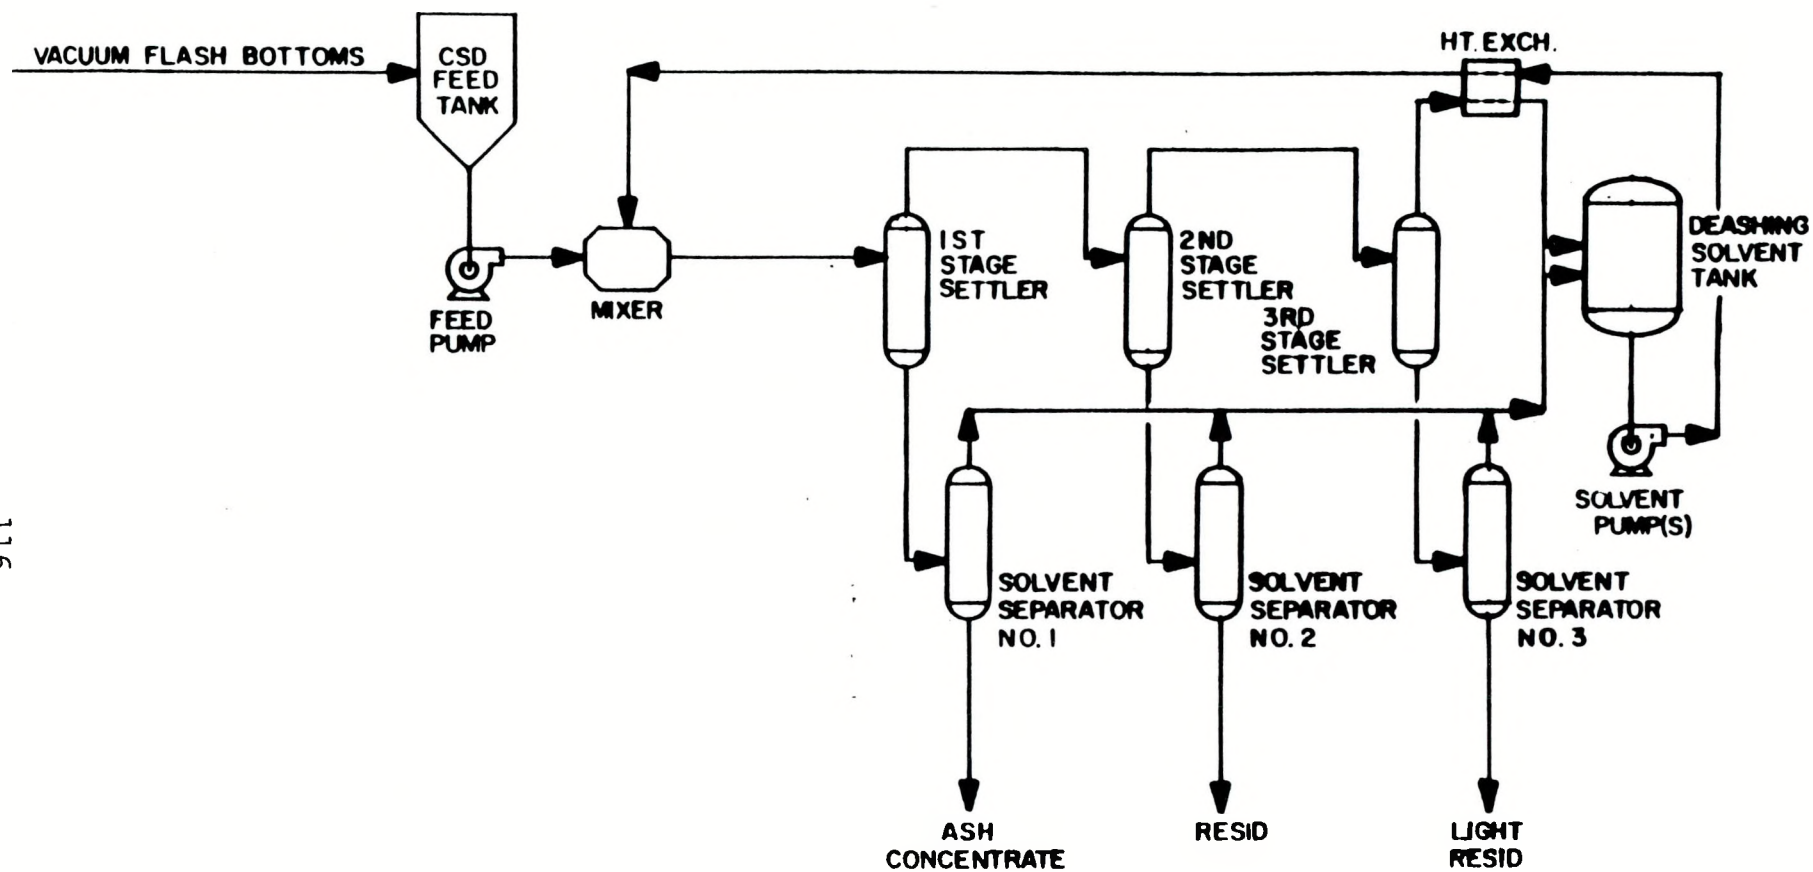 VACUUM FLASH BOTTOMS
CSD
FEED
TANK
FEED
PUMP
MIXER
1ST
STAGE
SETTLER
2ND
STAGE
SETTLER
3RD
STAGE
SETTLER
HT. EXCH.
DEASHING
SOLVENT
TANK
SOLVENT
PUMP(S)
SOLVENT
SEPARATOR
NO. 1
SOLVENT
SEPARATOR
NO. 2
SOLVENT
SEPARATOR
NO. 3
ASH
CONCENTRATE
RESID
LIGHT
RESID
116